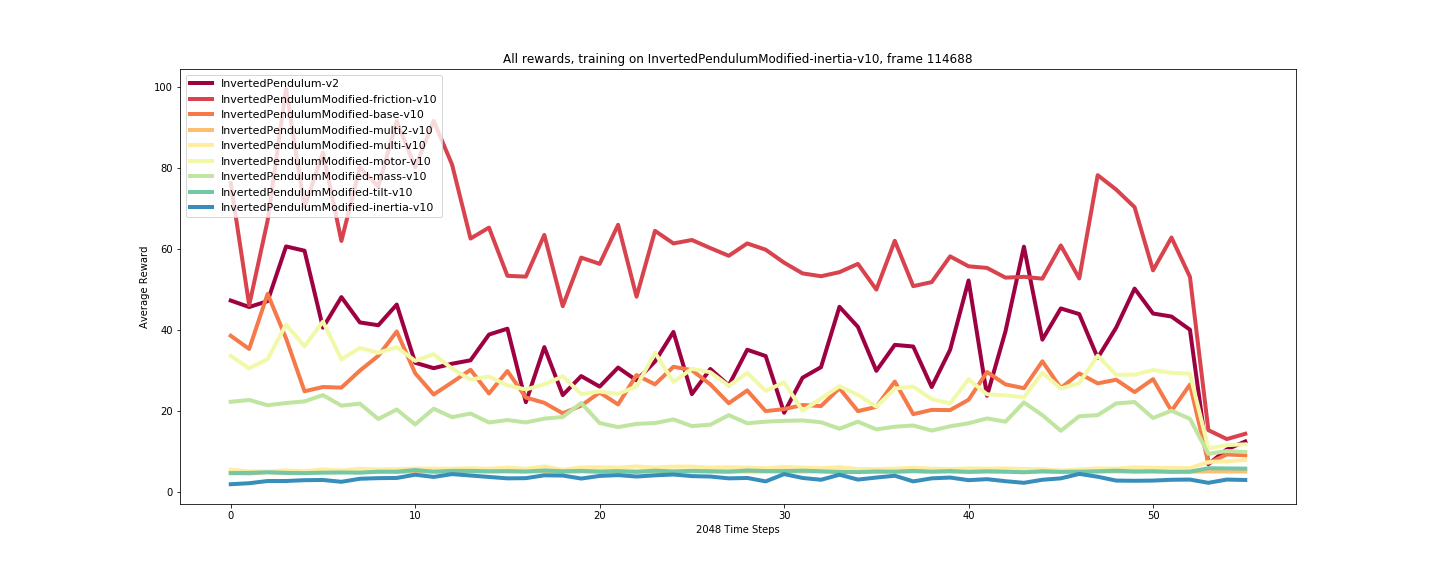 All rewards, training on InvertedPendulumModified-inertia-v10, frame 114688
InvertedPendulum-v2
InvertedPendulumModified-friction-v10
InvertedPendulumModified-base-v10
InvertedPendulumModified-multi2-v10
InvertedPendulumModified-multi-v10
InvertedPendulumModified-motor-v10
InvertedPendulumModified-mass-v10
InvertedPendulumModified-tilt-v10
InvertedPendulumModified-inertia-v10
Average Reward
100
80
60
40
20
0
0 10 20 30 40 50
2048 Time Steps